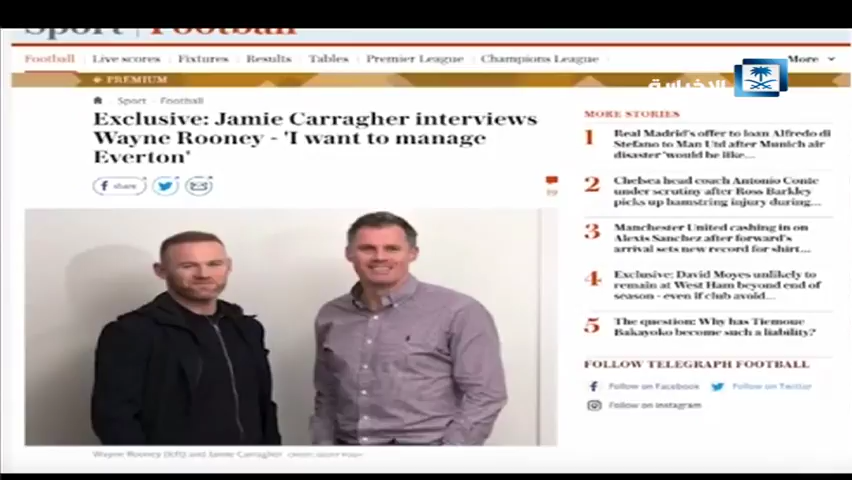 Sport Football
Football Live scores Fixtures Results Tables Premier League Champions League More
PREMIUM
الإخبارية
Sport Football
Exclusive: Jamie Carragher interviews
Wayne Rooney - 'I want to manage
Everton'
share
MORE STORIES
1 Real Madrid's offer to loan Alfredo di
Stefano to Man Utd after Munich air
disaster 'would be like...
2 Chelsea head coach Antonio Conte
under scrutiny after Ross Barkley
picks up hamstring injury during...
3 Manchester United cashing in on
Alexis Sanchez after forward's
arrival sets new record for shirt...
4 Exclusive: David Moyes unlikely to
remain at West Ham beyond end of
season - even if club avoid...
5 The question: Why has Tiemoue
Bakayoko become such a liability?
FOLLOW TELEGRAPH FOOTBALL
Follow on Facebook Follow on Twitter
Follow on Instagram
Wayne Rooney (left) and Jamie Carragher